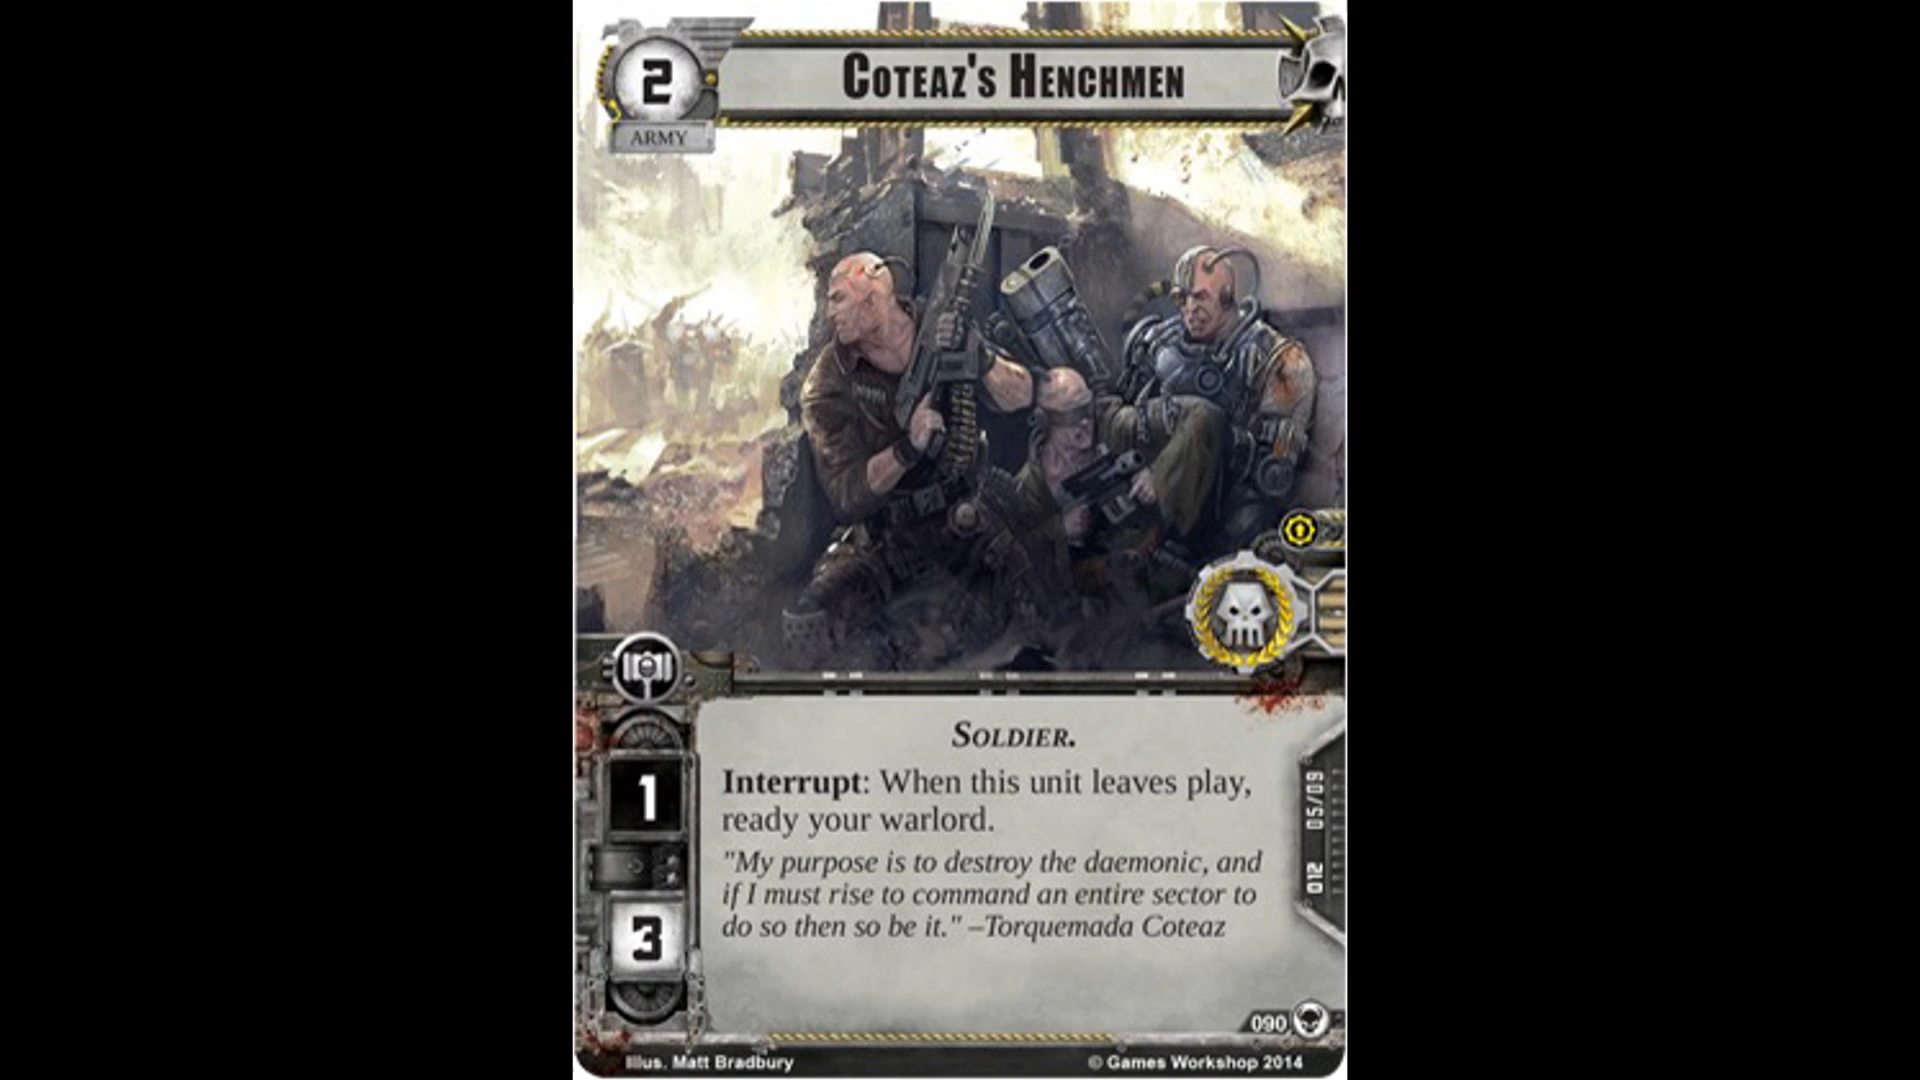 2
COTEAZ'S HENCHMEN
ARMY
SOLDIER.
1
Interrupt: When this unit leaves play,
ready your warlord.
"My purpose is to destroy the daemonic, and
if I must rise to command an entire sector to
do so then so be it." –Torquemada Coteaz
3
05/09
012
090
Illus. Matt Bradbury
© Games Workshop 2014